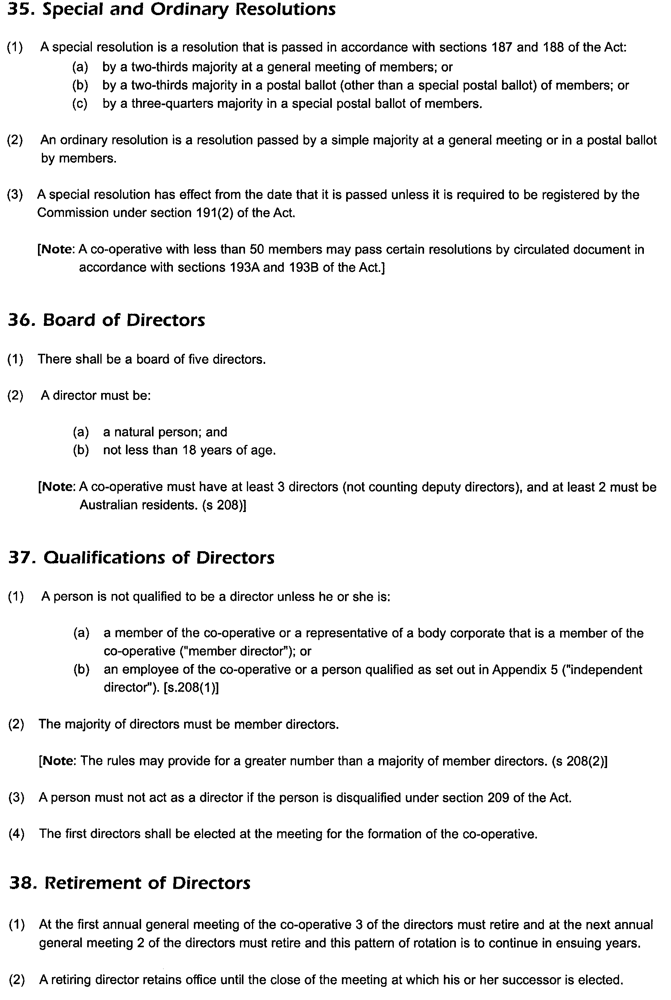 35. Special and Ordinary Resolutions
(1) A special resolution is a resolution that is passed in accordance with sections 187 and 188 of the Act:
(a) by a two-thirds majority at a general meeting of members; or
(b) by a two-thirds majority in a postal ballot (other than a special postal ballot) of members; or
(c) by a three-quarters majority in a special postal ballot of members.
(2) An ordinary resolution is a resolution passed by a simple majority at a general meeting or in a postal ballot
by members.
(3) A special resolution has effect from the date that it is passed unless it is required to be registered by the
Commission under section 191(2) of the Act.
[Note: A co-operative with less than 50 members may pass certain resolutions by circulated document in
accordance with sections 193A and 193B of the Act.]
36. Board of Directors
(1) There shall be a board of five directors.
(2) A director must be:
(a) a natural person; and
(b) not less than 18 years of age.
[Note: A co-operative must have at least 3 directors (not counting deputy directors), and at least 2 must be
Australian residents. (s 208)]
37. Qualifications of Directors
(1) A person is not qualified to be a director unless he or she is:
(a) a member of the co-operative or a representative of a body corporate that is a member of the
co-operative ("member director"); or
(b) an employee of the co-operative or a person qualified as set out in Appendix 5 ("independent
director"). [s.208(1)]
(2) The majority of directors must be member directors.
[Note: The rules may provide for a greater number than a majority of member directors. (s 208(2)]
(3) A person must not act as a director if the person is disqualified under section 209 of the Act.
(4) The first directors shall be elected at the meeting for the formation of the co-operative.
38. Retirement of Directors
(1) At the first annual general meeting of the co-operative 3 of the directors must retire and at the next annual
general meeting 2 of the directors must retire and this pattern of rotation is to continue in ensuing years.
(2) A retiring director retains office until the close of the meeting at which his or her successor is elected.